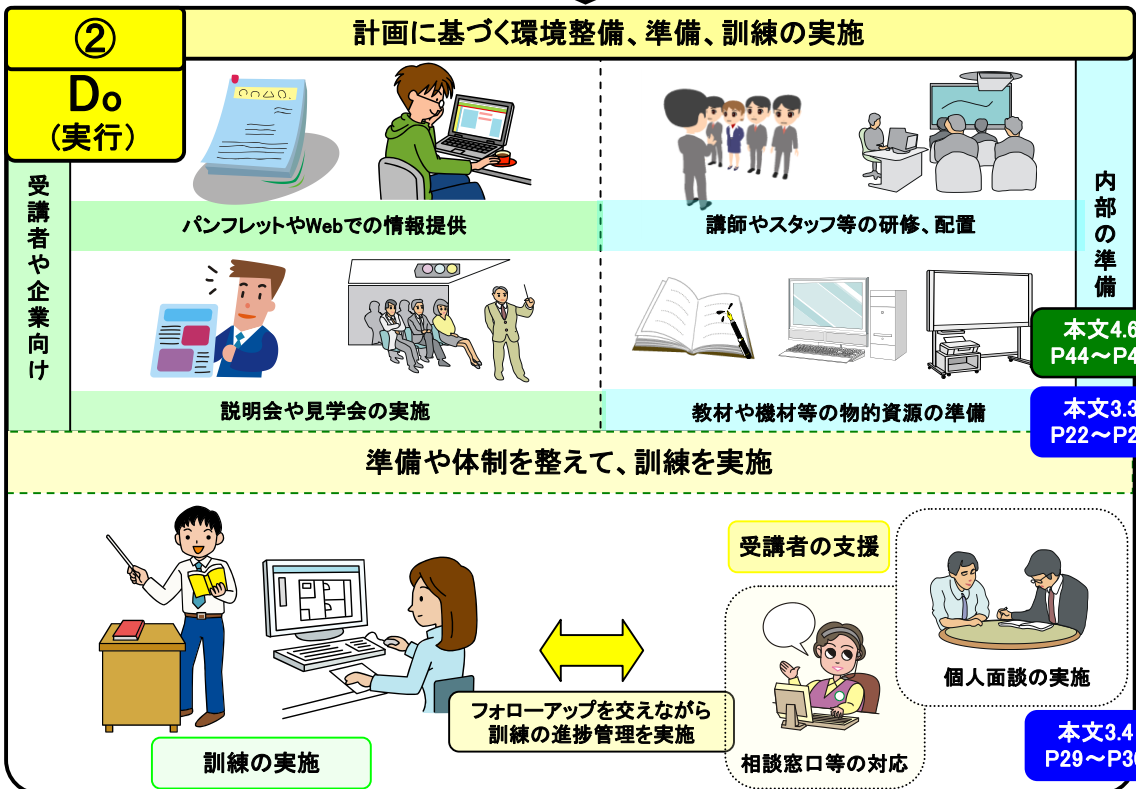 ②
計画に基づく環境整備、準備、訓練の実施
Do
(実行)
受講者や企業向け
パンフレットやWebでの情報提供
講師やスタッフ等の研修、配置
内部の準備
説明会や見学会の実施
教材や機材等の物的資源の準備
本文4.6
P44～P4
本文3.3
P22～P2
準備や体制を整えて、訓練を実施
受講者の支援
個人面談の実施
フォローアップを交えながら
訓練の進捗管理を実施
訓練の実施
相談窓口等の対応
本文3.4
P29～P30